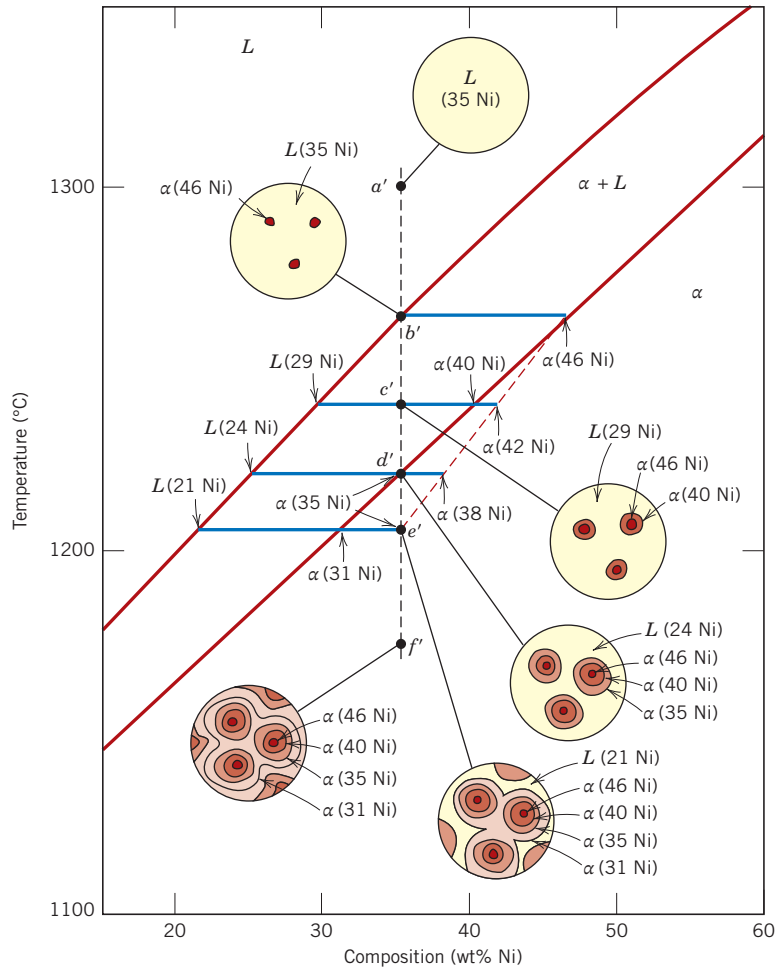 L
L
(35 Ni)
L(35 Ni)
α(46 Ni)
1300
a′
α + L
α
b′
L(29 Ni)
c′
α(40 Ni)
α(46 Ni)
L(24 Ni)
α(42 Ni)
L(29 Ni)
d′
α(46 Ni)
L(21 Ni)
α(35 Ni)
α(38 Ni)
α(40 Ni)
e′
1200
α(31 Ni)
f′
L (24 Ni)
α(46 Ni)
α(40 Ni)
α(35 Ni)
α(46 Ni)
α(40 Ni)
α(35 Ni)
α(31 Ni)
L (21 Ni)
α(46 Ni)
α(40 Ni)
α(35 Ni)
α(31 Ni)
1100
20
30
40
50
60
Temperature (°C)
Composition (wt% Ni)